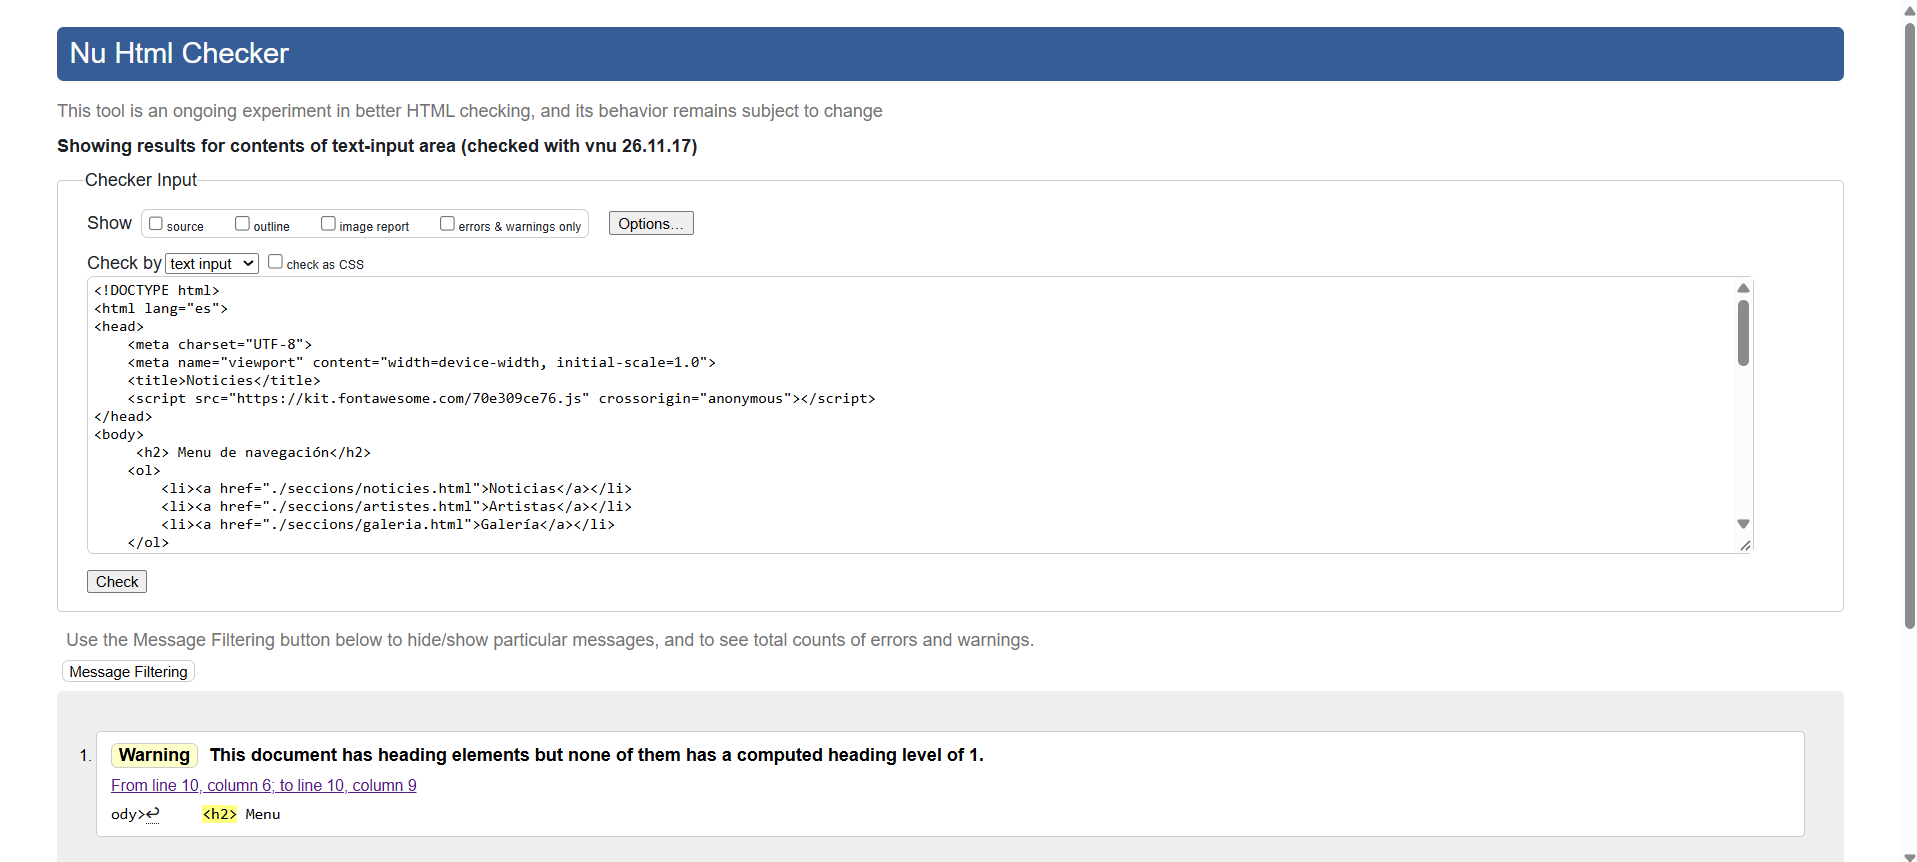 Nu Html Checker
This tool is an ongoing experiment in better HTML checking, and its behavior remains subject to change
Showing results for contents of text-input area (checked with vnu 26.11.17)
Checker Input
Show source outline image report errors & warnings only Options...
Check by text input check as CSS
<!DOCTYPE html>
<html lang="es">
<head>
    <meta charset="UTF-8">
    <meta name="viewport" content="width=device-width, initial-scale=1.0">
    <title>Noticies</title>
    <script src="https://kit.fontawesome.com/70e309ce76.js" crossorigin="anonymous"></script>
</head>
<body>
     <h2> Menu de navegación</h2>
    <ol>
        <li><a href="./seccions/noticies.html">Noticias</a></li>
        <li><a href="./seccions/artistes.html">Artistas</a></li>
        <li><a href="./seccions/galeria.html">Galería</a></li>
    </ol>
Check
Use the Message Filtering button below to hide/show particular messages, and to see total counts of errors and warnings.
Message Filtering
1. Warning This document has heading elements but none of them has a computed heading level of 1.
From line 10, column 6; to line 10, column 9
ody>↩     <h2> Menu